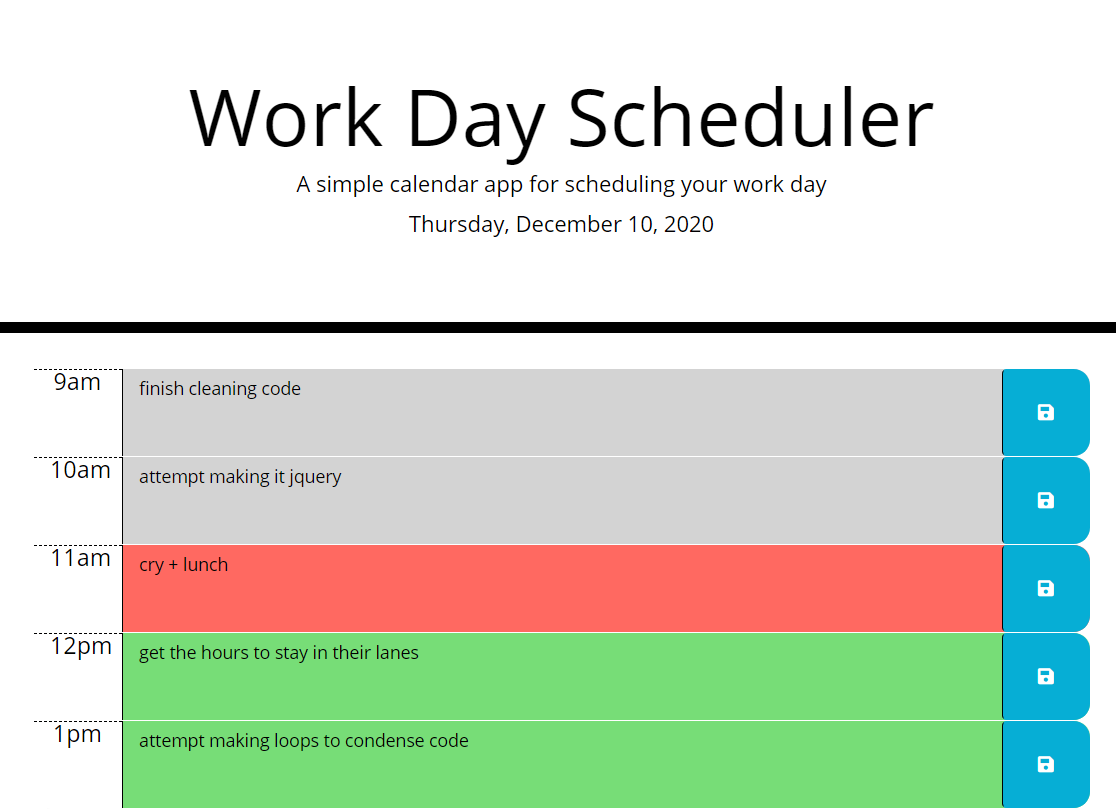 Work Day Scheduler
A simple calendar app for scheduling your work day
Thursday, December 10, 2020
9am finish cleaning code
10am attempt making it jquery
11am cry + lunch
12pm get the hours to stay in their lanes
1pm attempt making loops to condense code